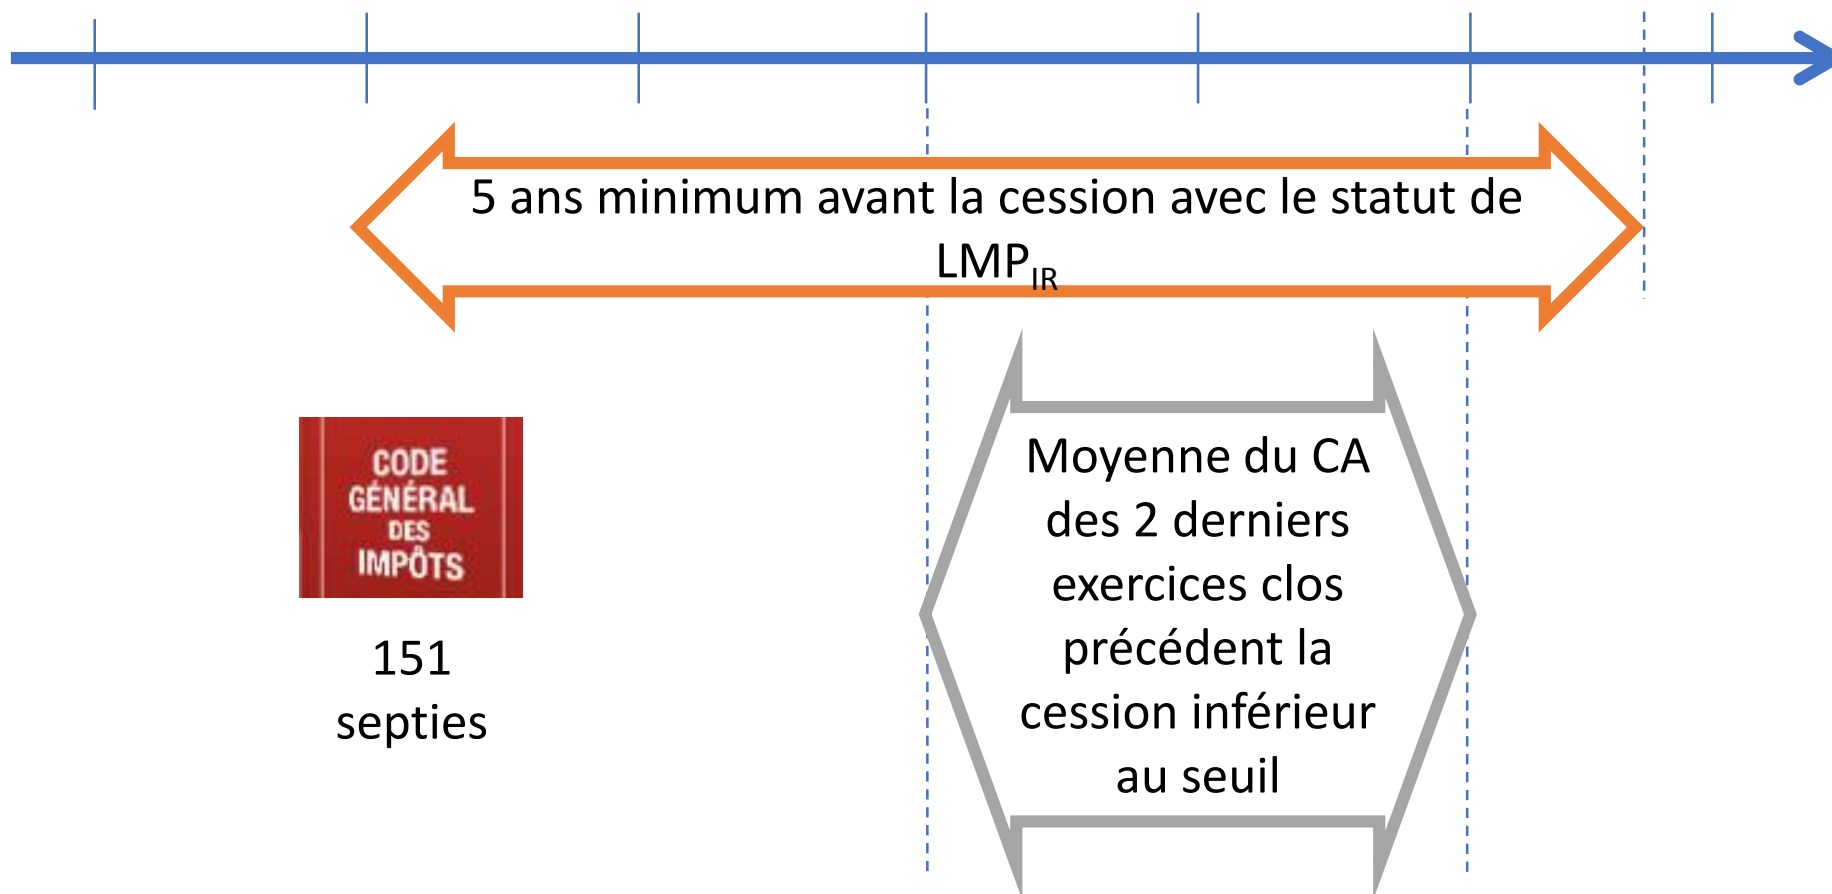 5 ans minimum avant la cession avec le statut de
LMP_IR
CODE
GÉNÉRAL
DES
IMPÔTS
151
septies
Moyenne du CA
des 2 derniers
exercices clos
précédent la
cession inférieur
au seuil